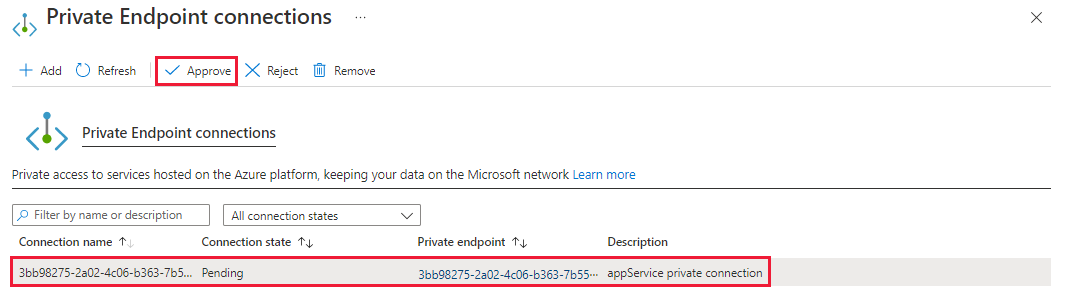 Private Endpoint connections ...
Add Refresh Approve Reject Remove
Private Endpoint connections
Private access to services hosted on the Azure platform, keeping your data on the Microsoft network Learn more
Filter by name or description All connection states
Connection name ↑↓ Connection state ↑↓ Private endpoint ↑↓ Description
3bb98275-2a02-4c06-b363-7b5... Pending 3bb98275-2a02-4c06-b363-7b55··· appService private connection